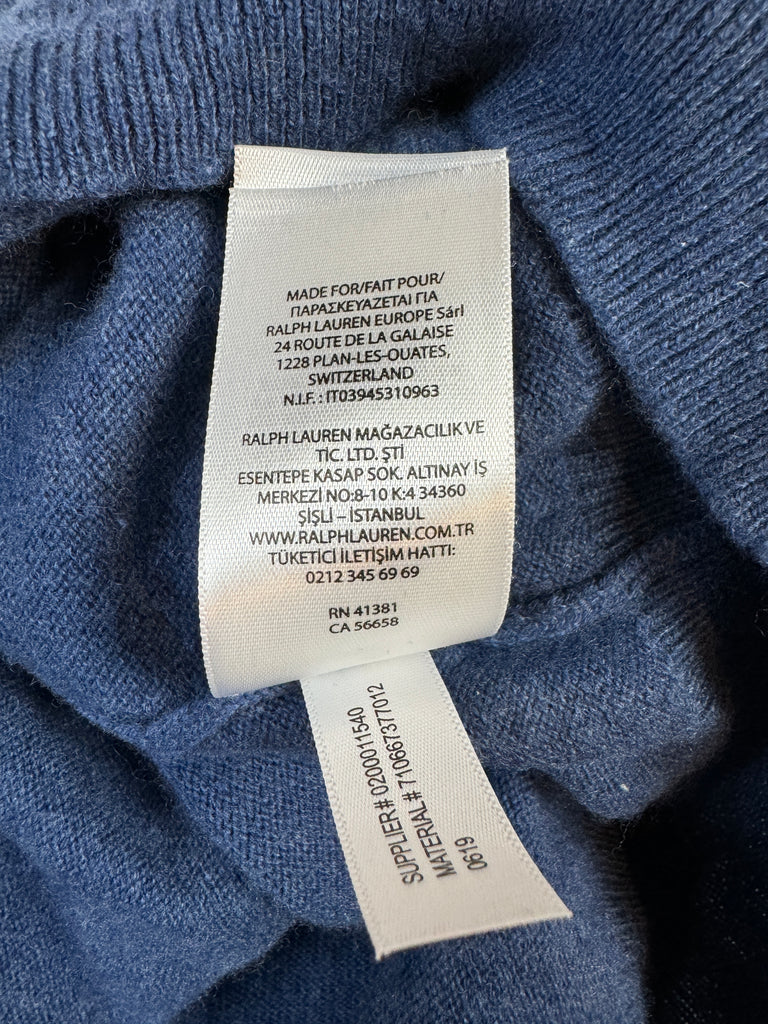 MADE FOR/FAIT POUR/
ΠΑΡΑΣΚΕΥΑΖΕΤΑΙ ΓΙΑ
RALPH LAUREN EUROPE Sárl
24 ROUTE DE LA GALAISE
1228 PLAN-LES-OUATES,
SWITZERLAND
N.I.F. : IT03945310963
RALPH LAUREN MAĞAZACILIK VE
TİC. LTD. ŞTİ
ESENTEPE KASAP SOK. ALTINAY İŞ
MERKEZİ NO:8-10 K:4 34360
ŞİŞLİ – İSTANBUL
WWW.RALPHLAUREN.COM.TR
TÜKETİCİ İLETİŞİM HATTI:
0212 345 69 69
RN 41381
CA 56658
SUPPLIER# 0200011540
MATERIAL# 710667377012
0619